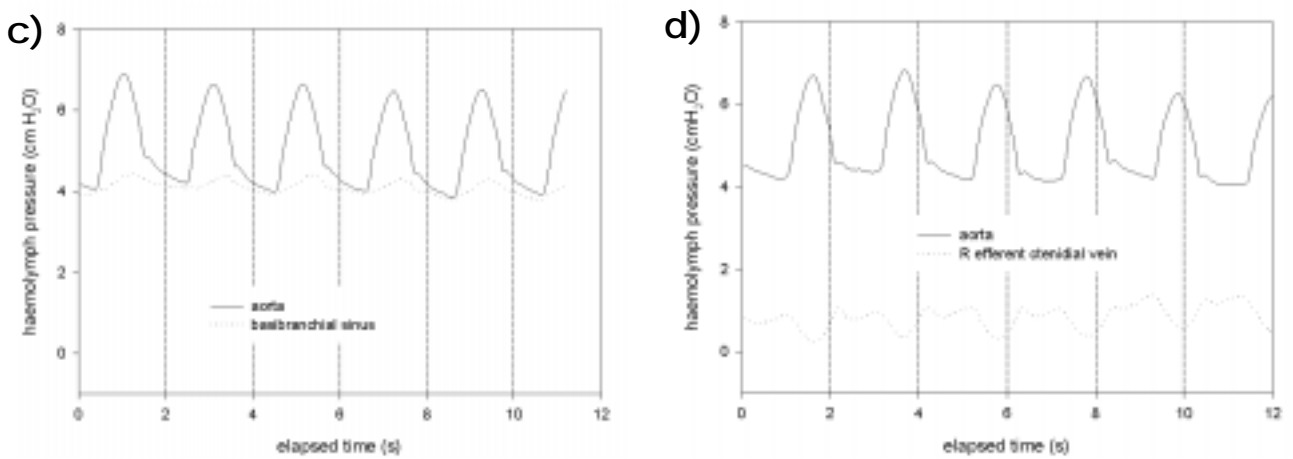 c)
8
6
4
2
0
haemolymph pressure (cm H₂O)
aorta
basibranchial sinus
0 2 4 6 8 10 12
elapsed time (s)
d)
8
6
4
2
0
haemolymph pressure (cmH₂O)
aorta
R efferent ctenidial vein
0 2 4 6 8 10 12
elapsed time (s)